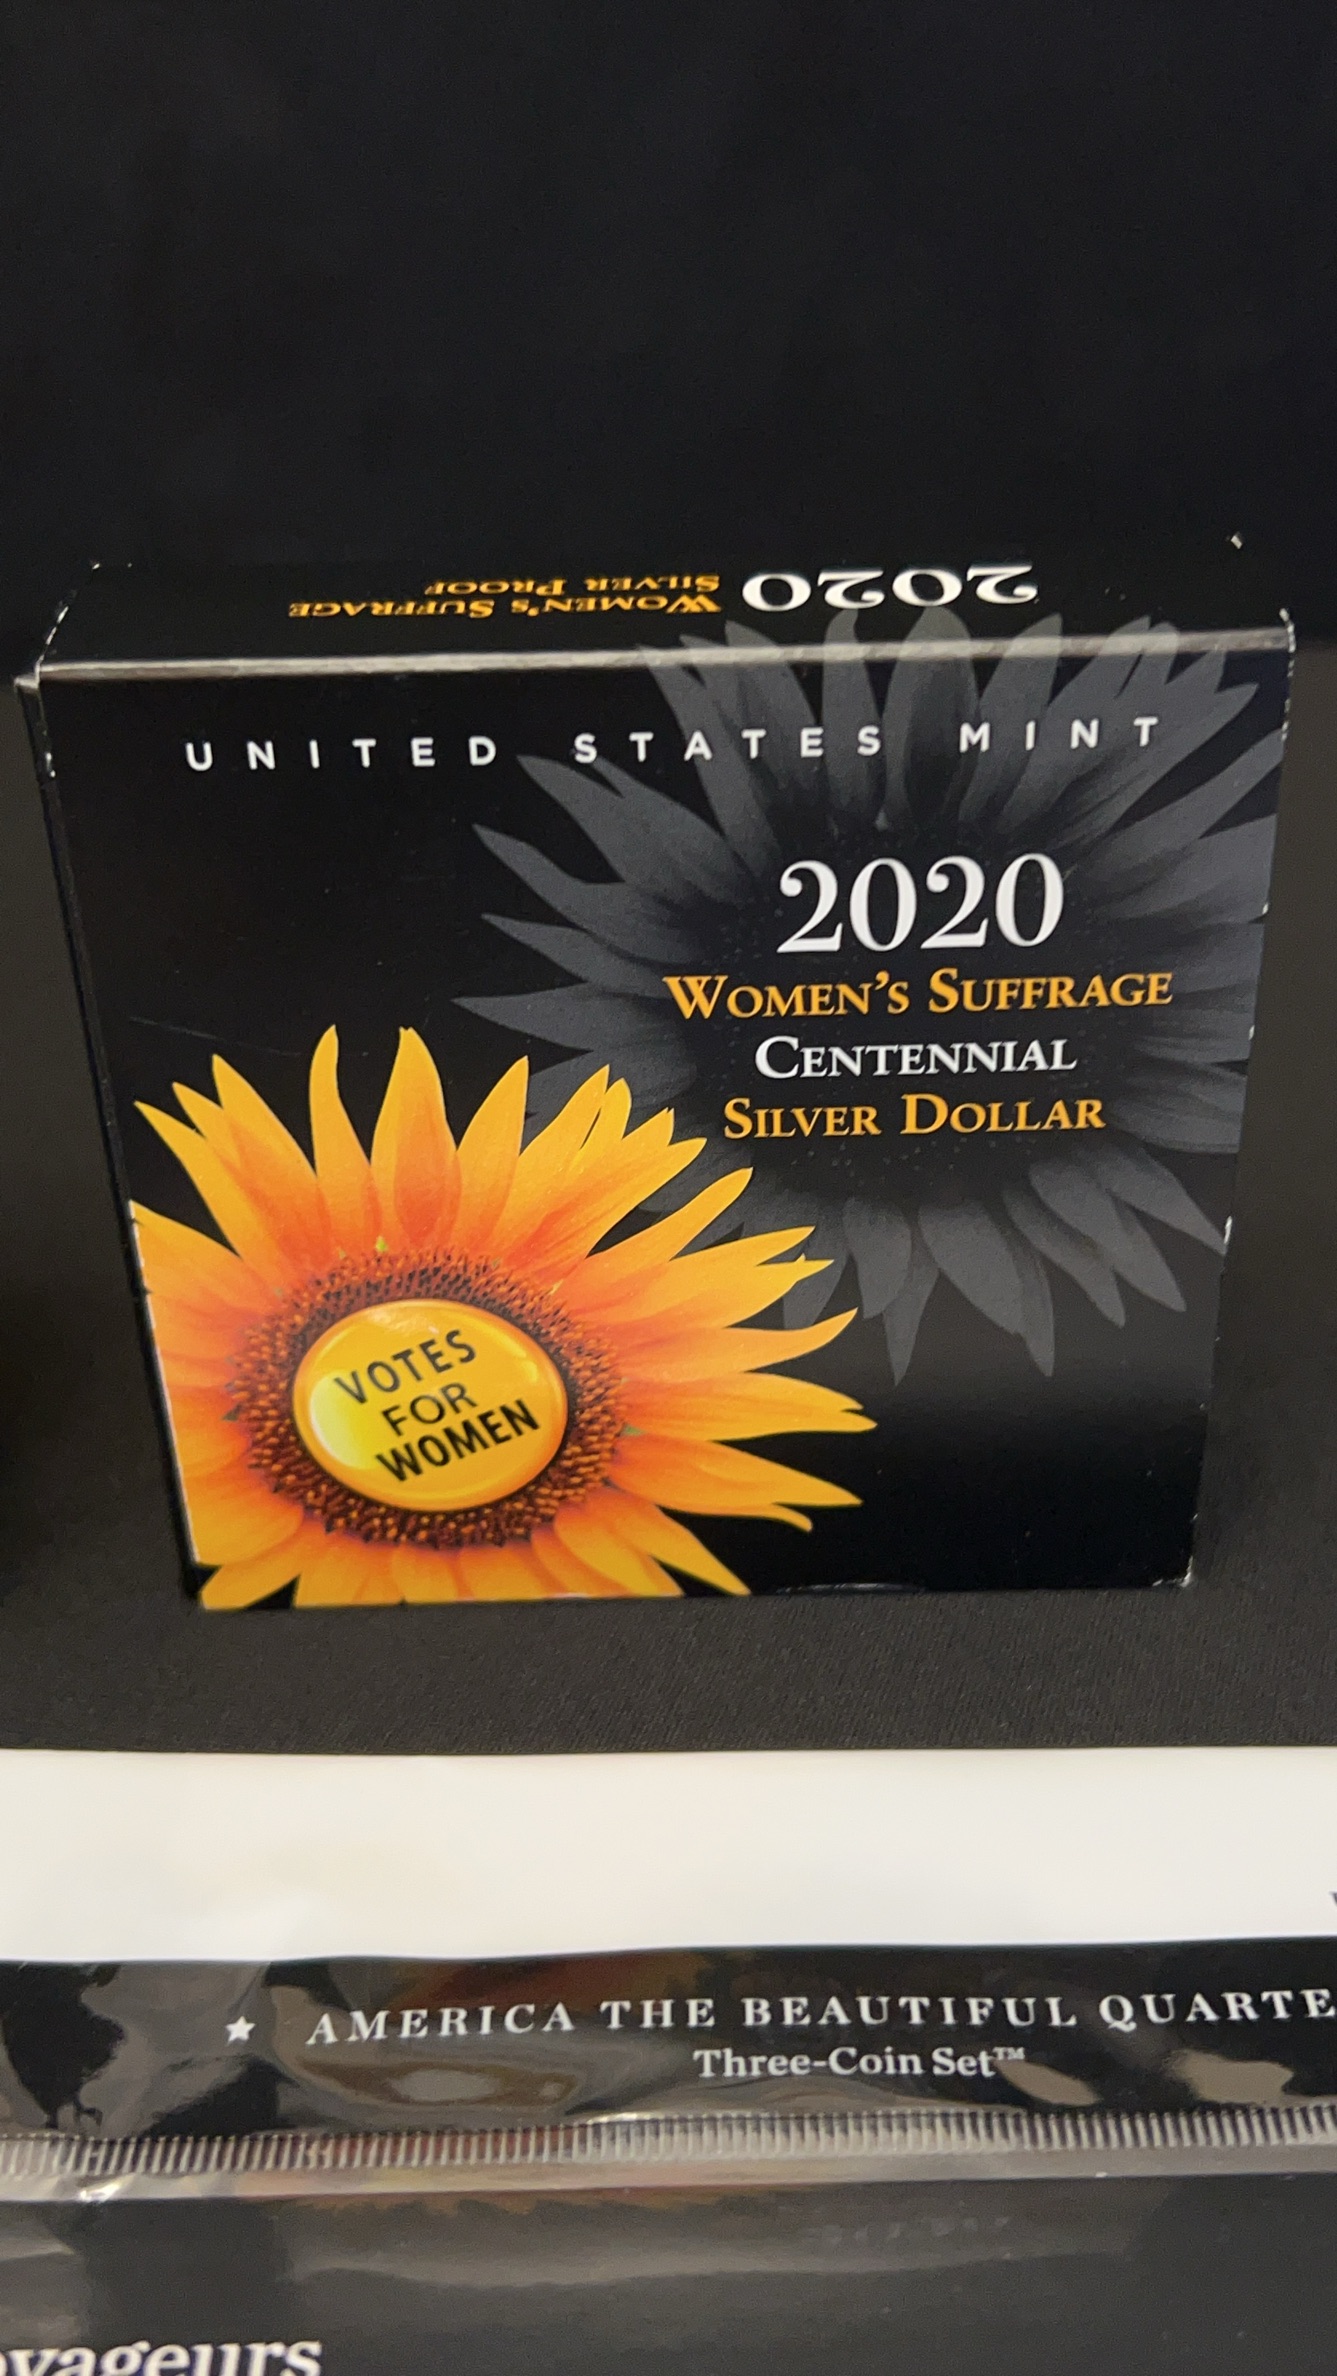 2020
WOMEN'S SUFFRAGE
SILVER PROOF
UNITED STATES MINT
2020
WOMEN'S SUFFRAGE
CENTENNIAL
SILVER DOLLAR
VOTES
FOR
WOMEN
★ AMERICA THE BEAUTIFUL QUARTE
Three-Coin Set™
oyageurs